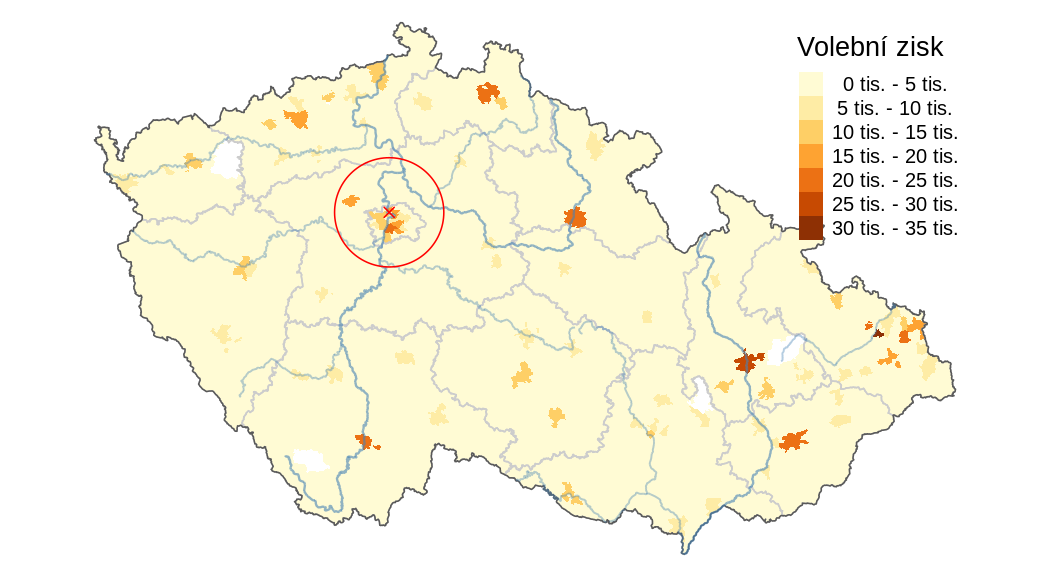 Volební zisk
0 tis. - 5 tis.
5 tis. - 10 tis.
10 tis. - 15 tis.
15 tis. - 20 tis.
20 tis. - 25 tis.
25 tis. - 30 tis.
30 tis. - 35 tis.